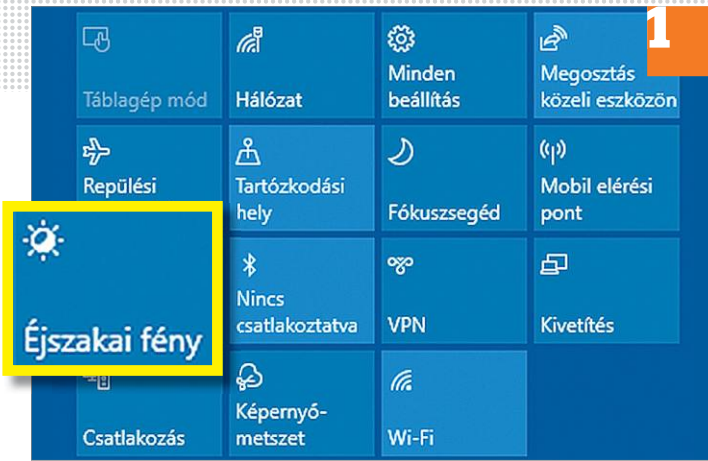 1
Táblagép mód
Hálózat
Minden
beállítás
Megosztás
közeli eszközön
Repülési
Tartózkodási
hely
Fókuszsegéd
Mobil elérési
pont
Éjszakai fény
Nincs
csatlakoztatva
VPN
Kivetítés
Csatlakozás
Képernyő-
metszet
Wi-Fi